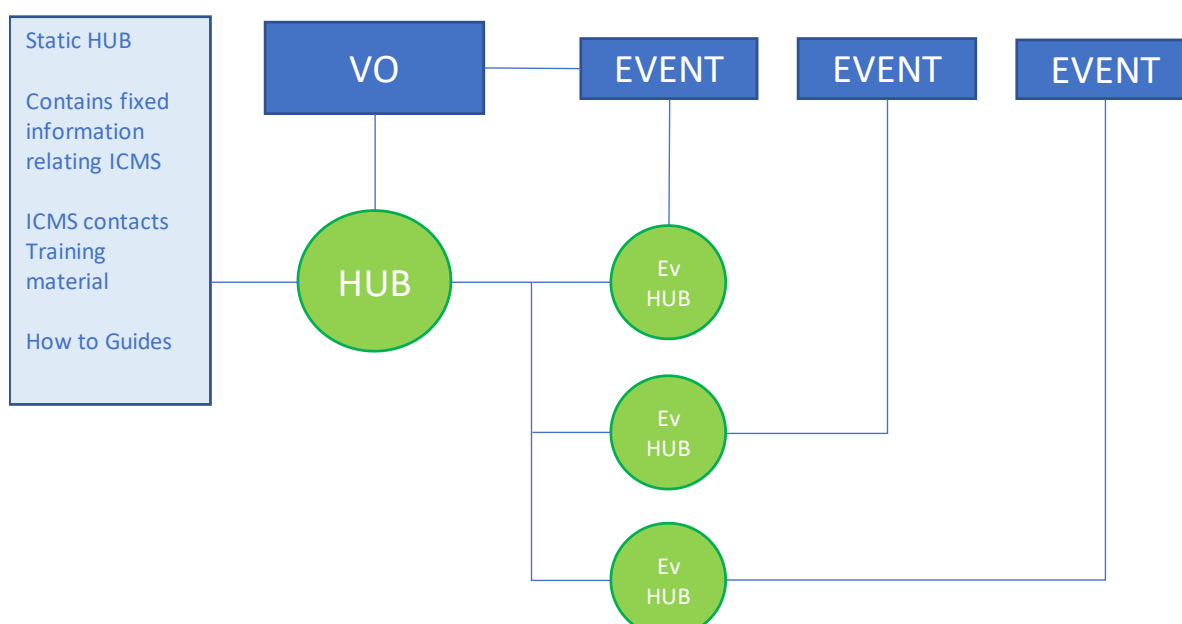 Static HUB
Contains fixed
information
relating ICMS
ICMS contacts
Training
material
How to Guides
VO
EVENT
EVENT
EVENT
HUB
Ev
HUB
Ev
HUB
Ev
HUB